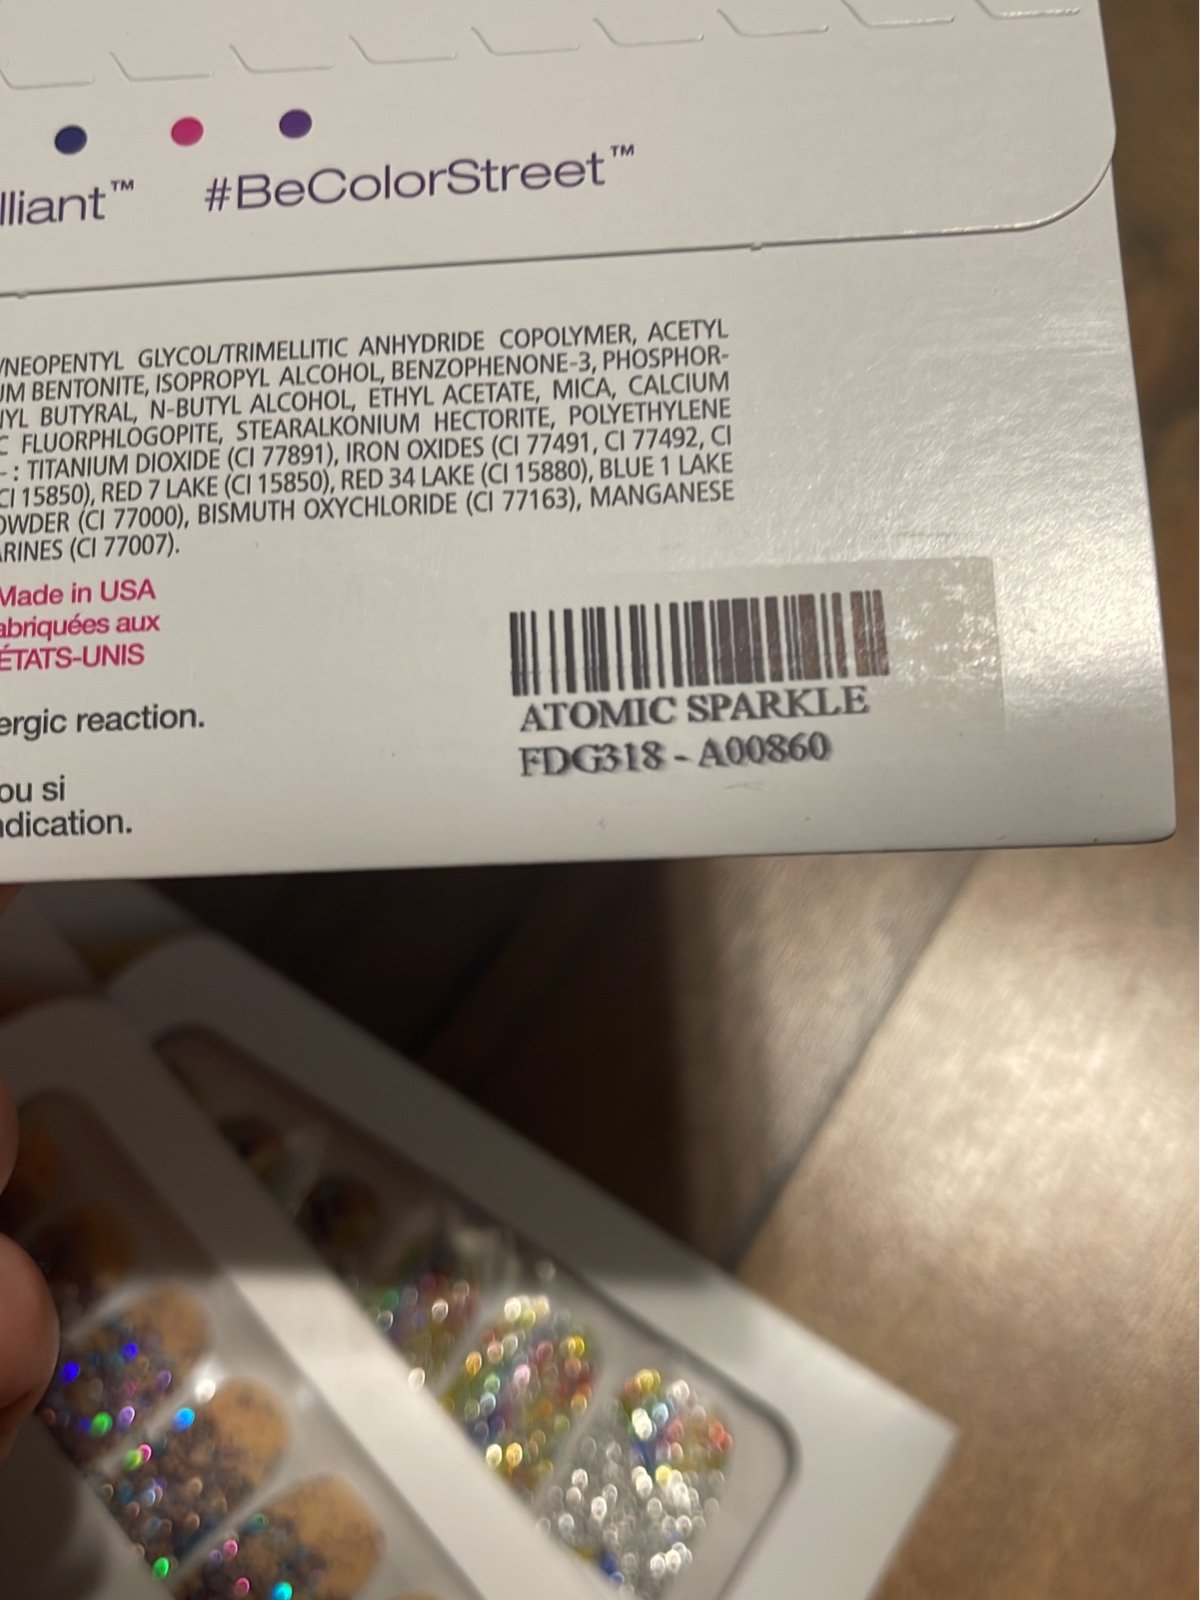 lliant™ #BeColorStreet™
/NEOPENTYL GLYCOL/TRIMELLITIC ANHYDRIDE COPOLYMER, ACETYL
UM BENTONITE, ISOPROPYL ALCOHOL, BENZOPHENONE-3, PHOSPHOR-
NYL BUTYRAL, N-BUTYL ALCOHOL, ETHYL ACETATE, MICA, CALCIUM
C FLUORPHLOGOPITE, STEARALKONIUM HECTORITE, POLYETHYLENE
-: TITANIUM DIOXIDE (CI 77891), IRON OXIDES (CI 77491, CI 77492, CI
CI 15850), RED 7 LAKE (CI 15850), RED 34 LAKE (CI 15880), BLUE 1 LAKE
OWDER (CI 77000), BISMUTH OXYCHLORIDE (CI 77163), MANGANESE
ARINES (CI 77007).
Made in USA
abriquées aux
ÉTATS-UNIS
ergic reaction.
ou si
ndication.
ATOMIC SPARKLE
FDG318 - A00860